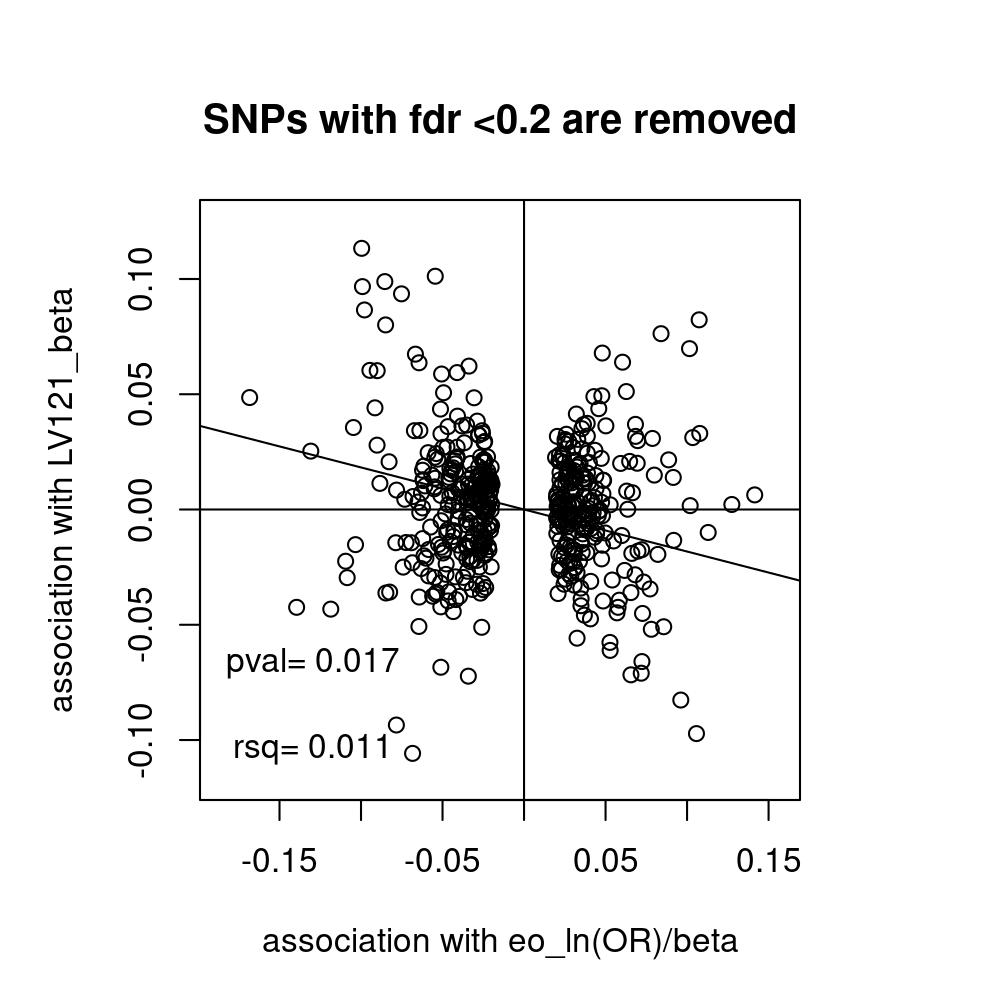 SNPs with fdr <0.2 are removed
association with LV121_beta
0.10
0.05
0.00
-0.05
-0.10
pval= 0.017
rsq= 0.011
-0.15
-0.05
0.05
0.15
association with eo_ln(OR)/beta